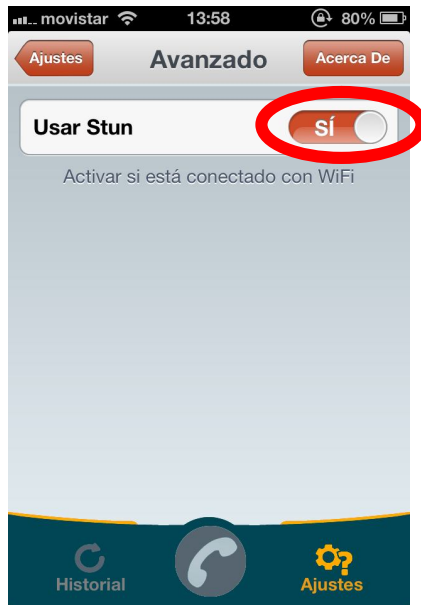 movistar 13:58 80%
Ajustes Avanzado Acerca De
Usar Stun SÍ
Activar si está conectado con WiFi
Historial Ajustes